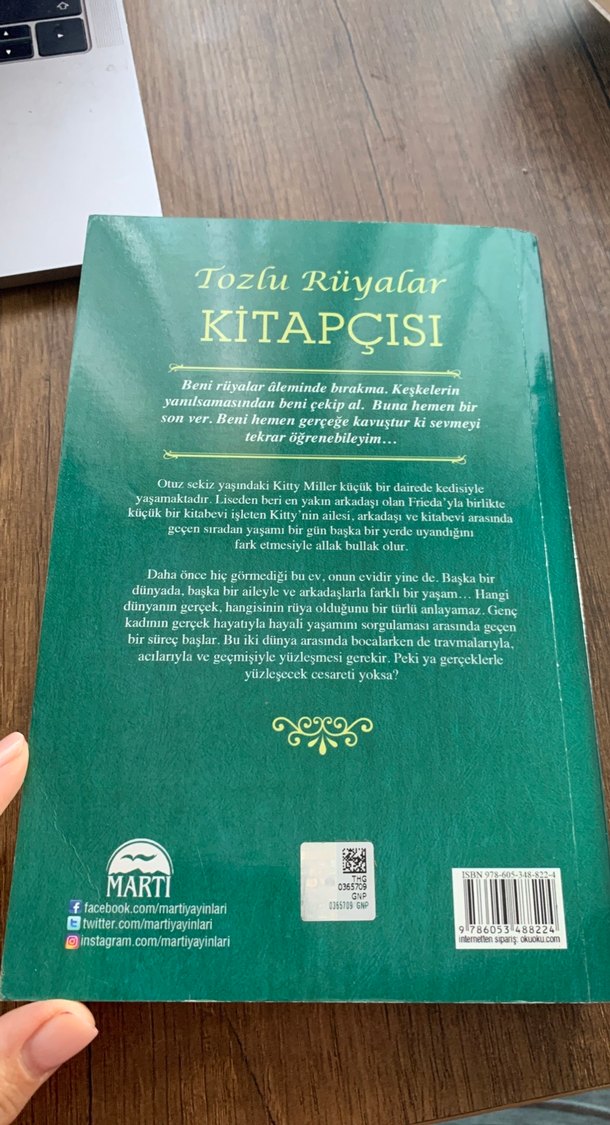 Tozlu Rüyalar
KİTAPÇISI
Beni rüyalar âleminde bırakma. Keşkelerin
yanılsamasından beni çekip al. Buna hemen bir
son ver. Beni hemen gerçeğe kavuştur ki sevmeyi
tekrar öğrenebileyim…
Otuz sekiz yaşındaki Kitty Miller küçük bir dairede kedisiyle
yaşamaktadır. Liseden beri en yakın arkadaşı olan Frieda'yla birlikte
küçük bir kitabevi işleten Kitty'nin ailesi, arkadaşı ve kitabevi arasında
geçen sıradan yaşamı bir gün başka bir yerde uyandığını
fark etmesiyle allak bullak olur.
Daha önce hiç görmediği bu ev, onun evidir yine de. Başka bir
dünyada, başka bir aileyle ve arkadaşlarla farklı bir yaşam… Hangi
dünyanın gerçek, hangisinin rüya olduğunu bir türlü anlayamaz. Genç
kadının gerçek hayatıyla hayali yaşamını sorgulaması arasında geçen
bir süreç başlar. Bu iki dünya arasında bocalarken de travmalarıyla,
acılarıyla ve geçmişiyle yüzleşmesi gerekir. Peki ya gerçeklerle
yüzleşecek cesareti yoksa?
MARTI
facebook.com/martiyayinlari
twitter.com/martiyayinlari
instagram.com/martiyayinlari
THG
0365709
GNP
0365709 GNP
ISBN 978-605-348-822-4
9 786053 488224
internetten sipariş: okuoku.com